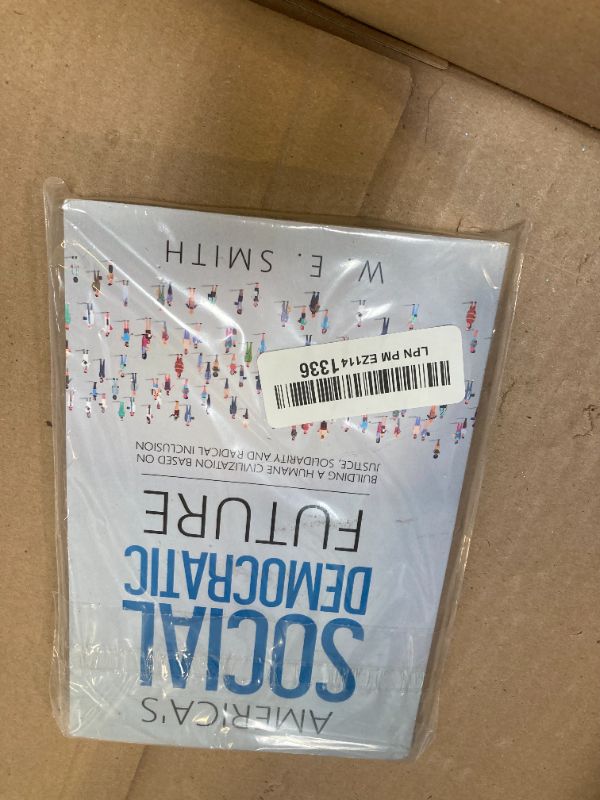 AMERICA'S
SOCIAL
DEMOCRATIC
FUTURE
BUILDING A HUMANE CIVILIZATION BASED ON
JUSTICE, SOLIDARITY AND RADICAL INCLUSION
LPN PM EZ114 1336
W. E. SMITH